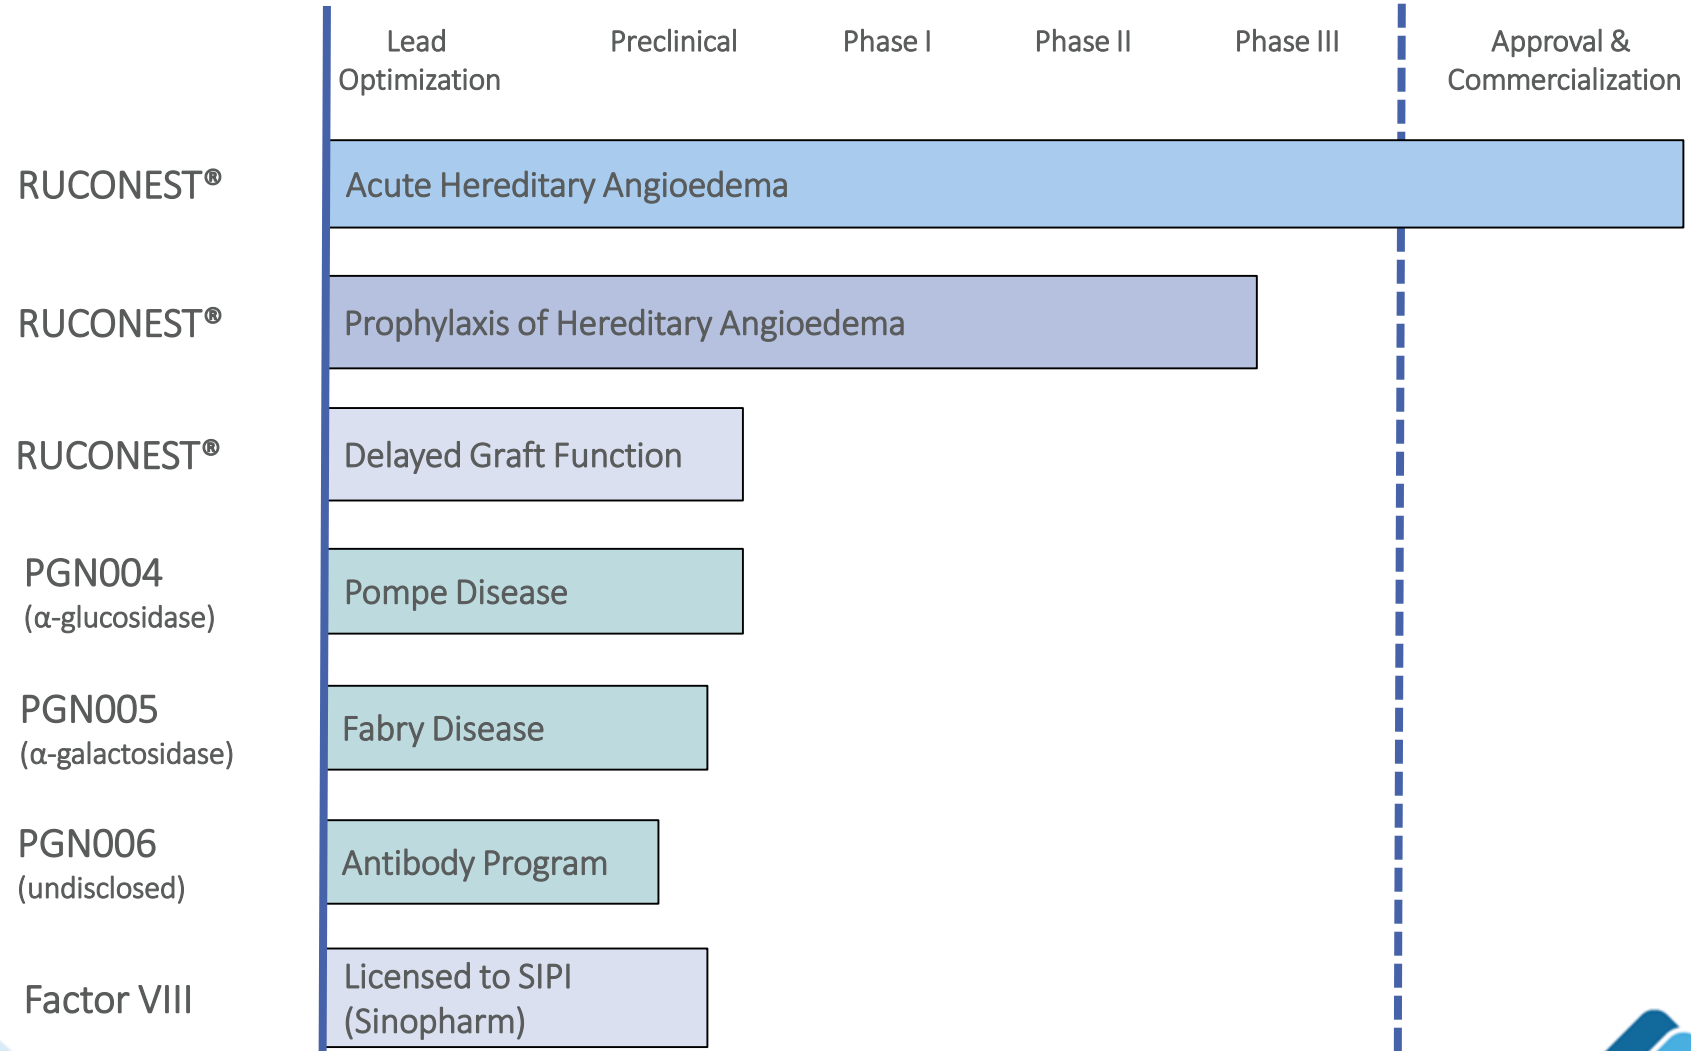 Lead
Optimization
Preclinical
Phase I
Phase II
Phase III
Approval &
Commercialization
RUCONEST®
Acute Hereditary Angioedema
RUCONEST®
Prophylaxis of Hereditary Angioedema
RUCONEST®
Delayed Graft Function
PGN004
(α-glucosidase)
Pompe Disease
PGN005
(α-galactosidase)
Fabry Disease
PGN006
(undisclosed)
Antibody Program
Factor VIII
Licensed to SIPI
(Sinopharm)